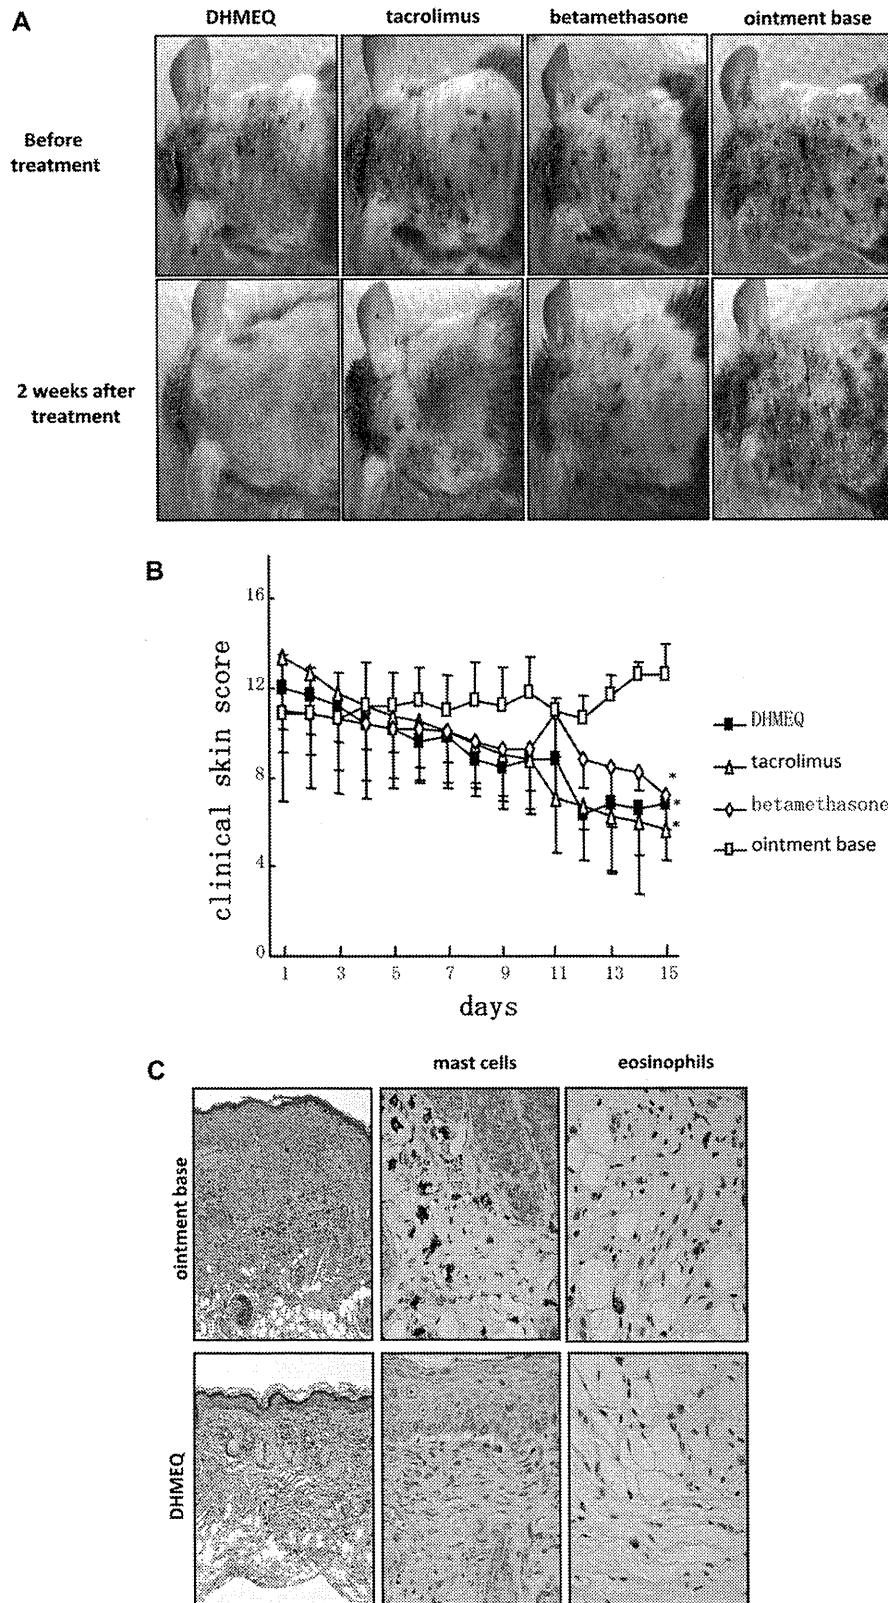 A
DHMEQ tacrolimus betamethasone ointment base
Before
treatment
2 weeks after
treatment
B
clinical skin score
16
12
8
4
0
1 3 5 7 9 11 13 15
days
*
*
*
DHMEQ
tacrolimus
betamethasone
ointment base
C
mast cells eosinophils
ointment base
DHMEQ